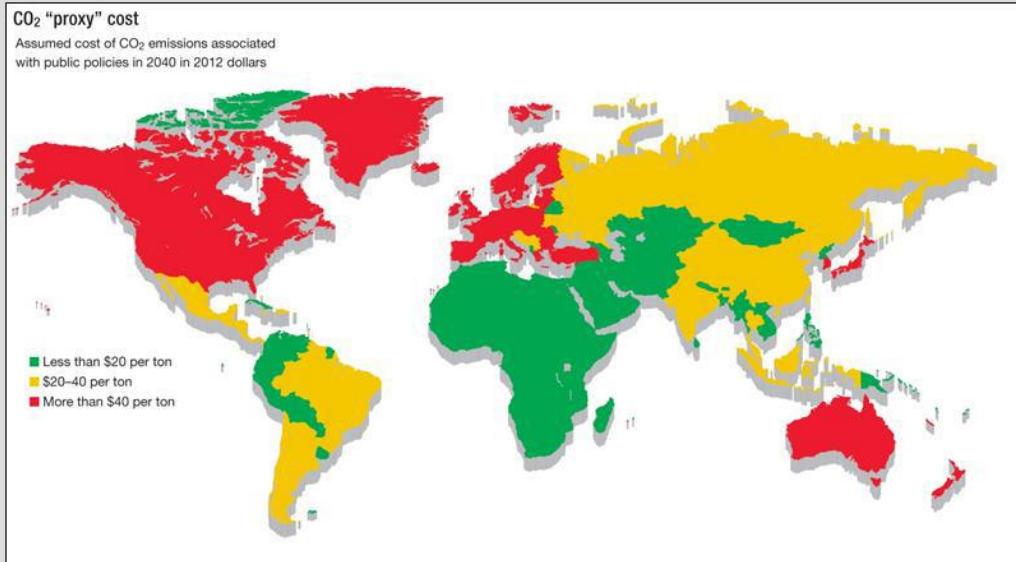 CO₂ “proxy” cost
Assumed cost of CO₂ emissions associated
with public policies in 2040 in 2012 dollars
Less than $20 per ton
$20–40 per ton
More than $40 per ton